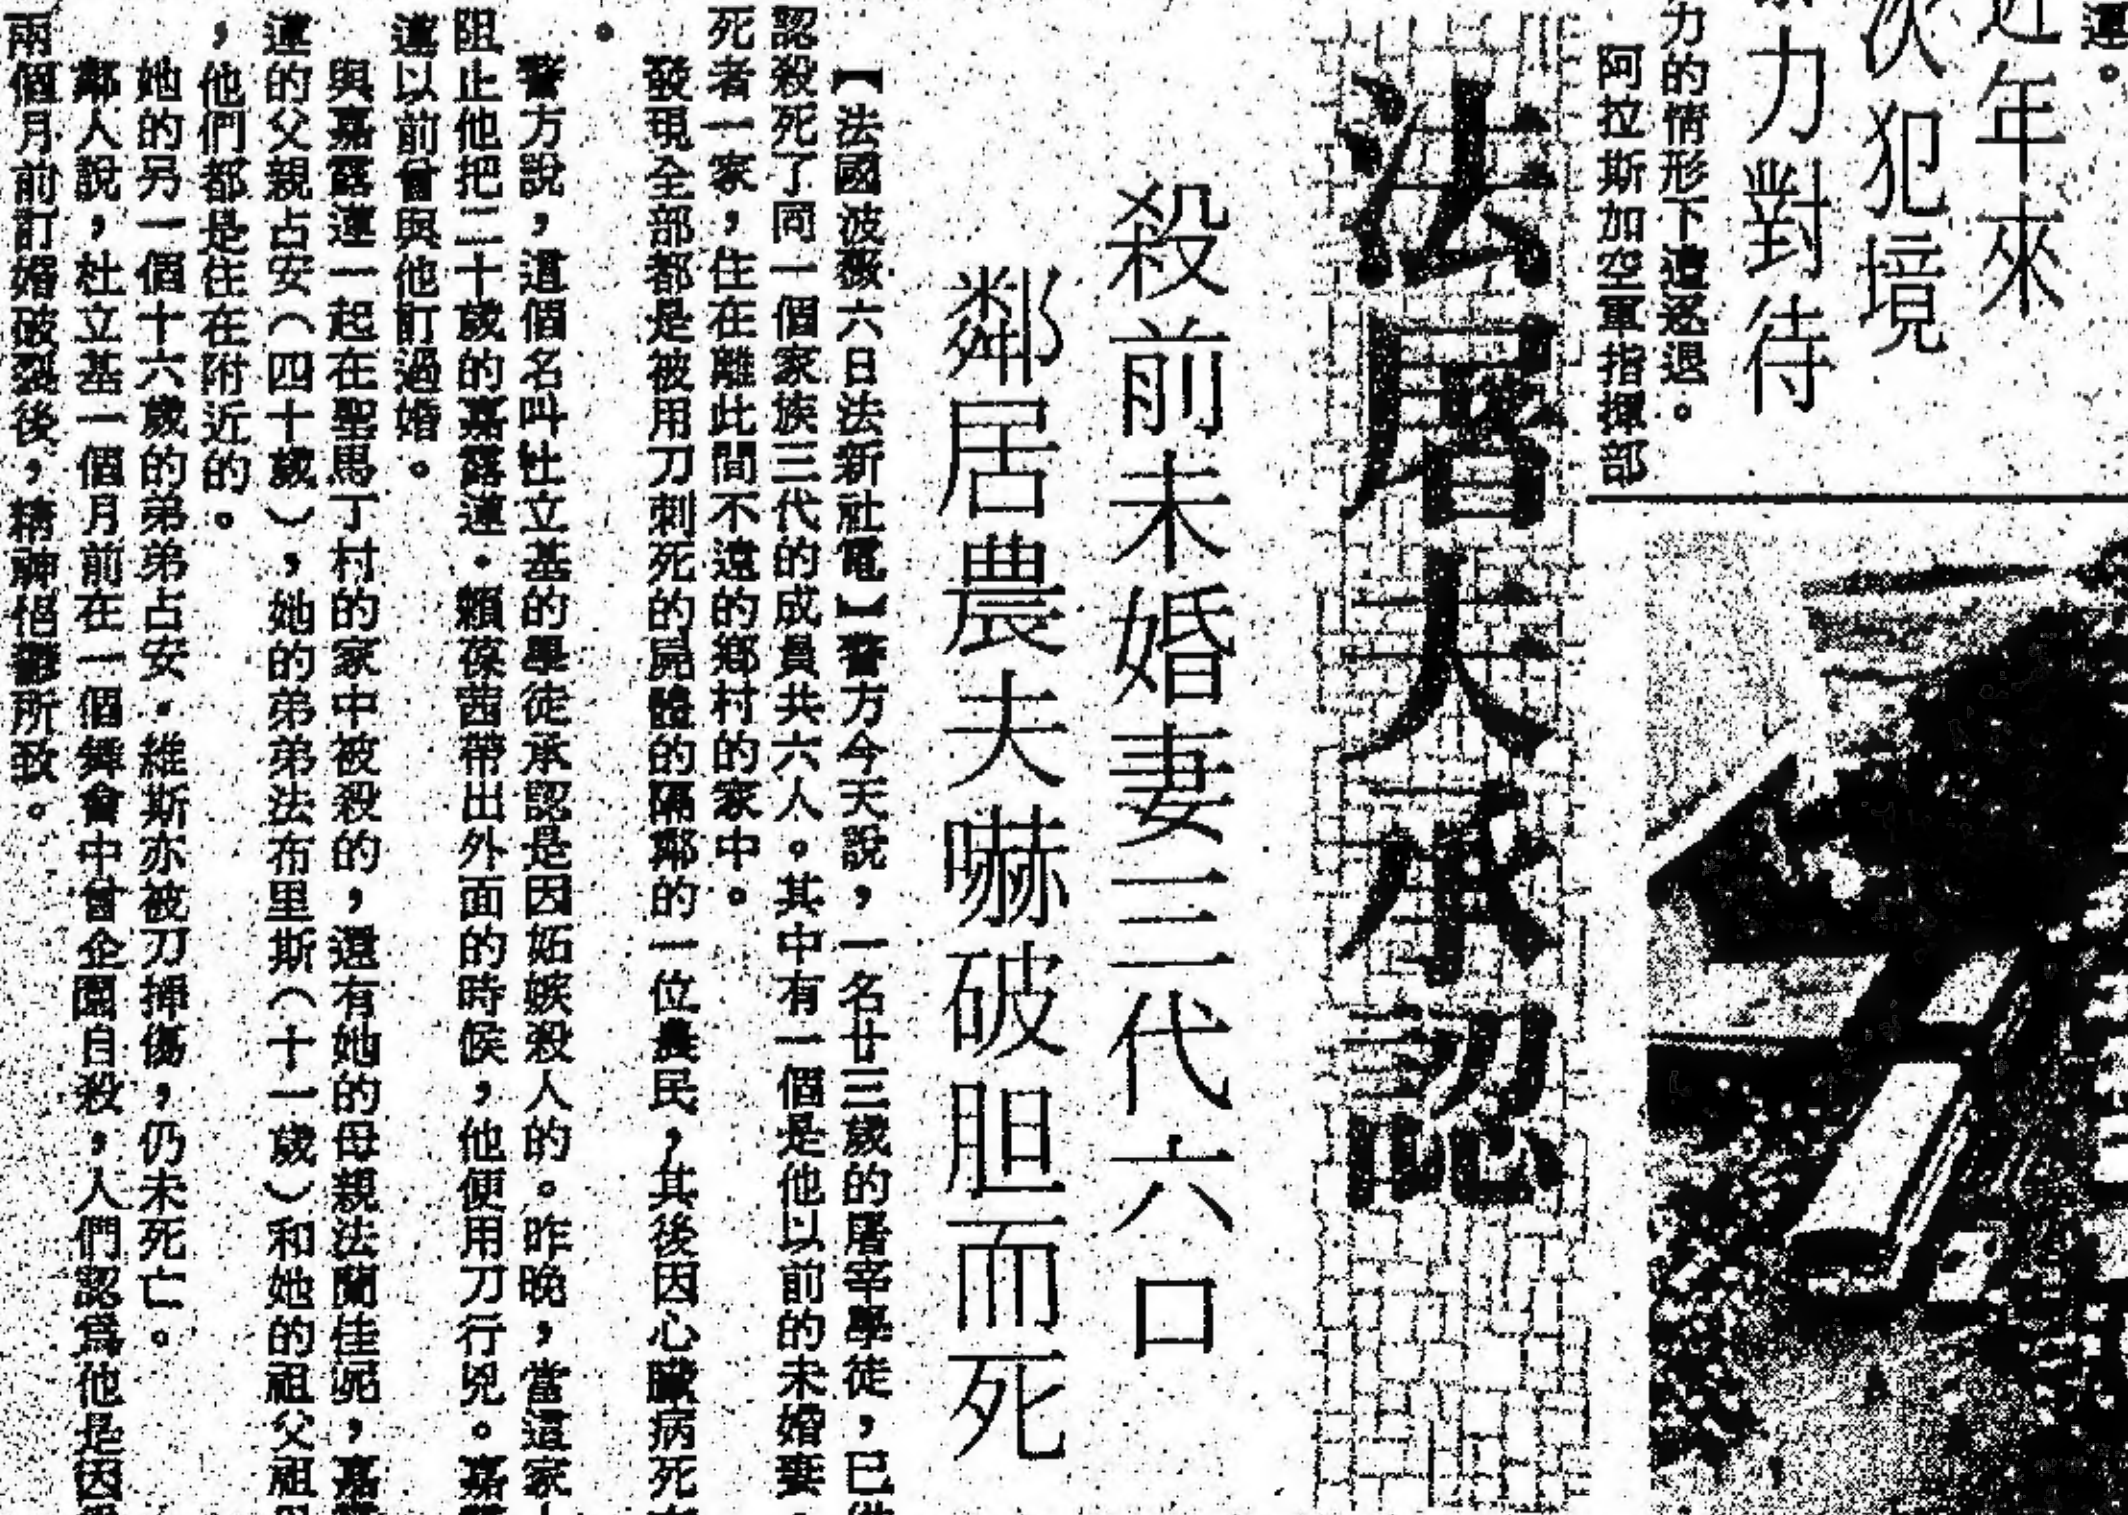 還。
近年來
次犯境
力對待
力的情形下遭逐退。
阿拉斯加空軍指揮部
法屠夫承認
殺前未婚妻三代六口
鄰居農夫嚇破胆而死
【法國波薇六日法新社電】警方今天說，一名廿三歲的屠宰學徒，已供
認殺死了同一個家族三代的成員共六人。其中有一個是他以前的未婚妻，
死者一家，住在離此間不遠的鄉村的家中。
發現全部都是被用刀刺死的屍體的隔鄰的一位農民，其後因心臟病死
。
警方說，這個名叫杜立基的學徒承認是因妬嫉殺人的。昨晚，當這家
阻止他把二十歲的嘉露蓮・賴葆茜帶出外面的時候，他便用刀行兇。嘉露
蓮以前曾與他訂過婚。
與嘉露蓮一起在聖馬丁村的家中被殺的，還有她的母親法蘭佳妮，嘉露
蓮的父親占安（四十歲），她的弟弟法布里斯（十一歲）和她的祖父祖
，他們都是住在附近的。
她的另一個十六歲的弟弟占安・維斯亦被刀插傷，仍未死亡。
鄰人說，杜立基一個月前在一個舞會中曾企圖自殺，人們認爲他是因
兩個月前訂婚破裂後，精神悒鬱所致。